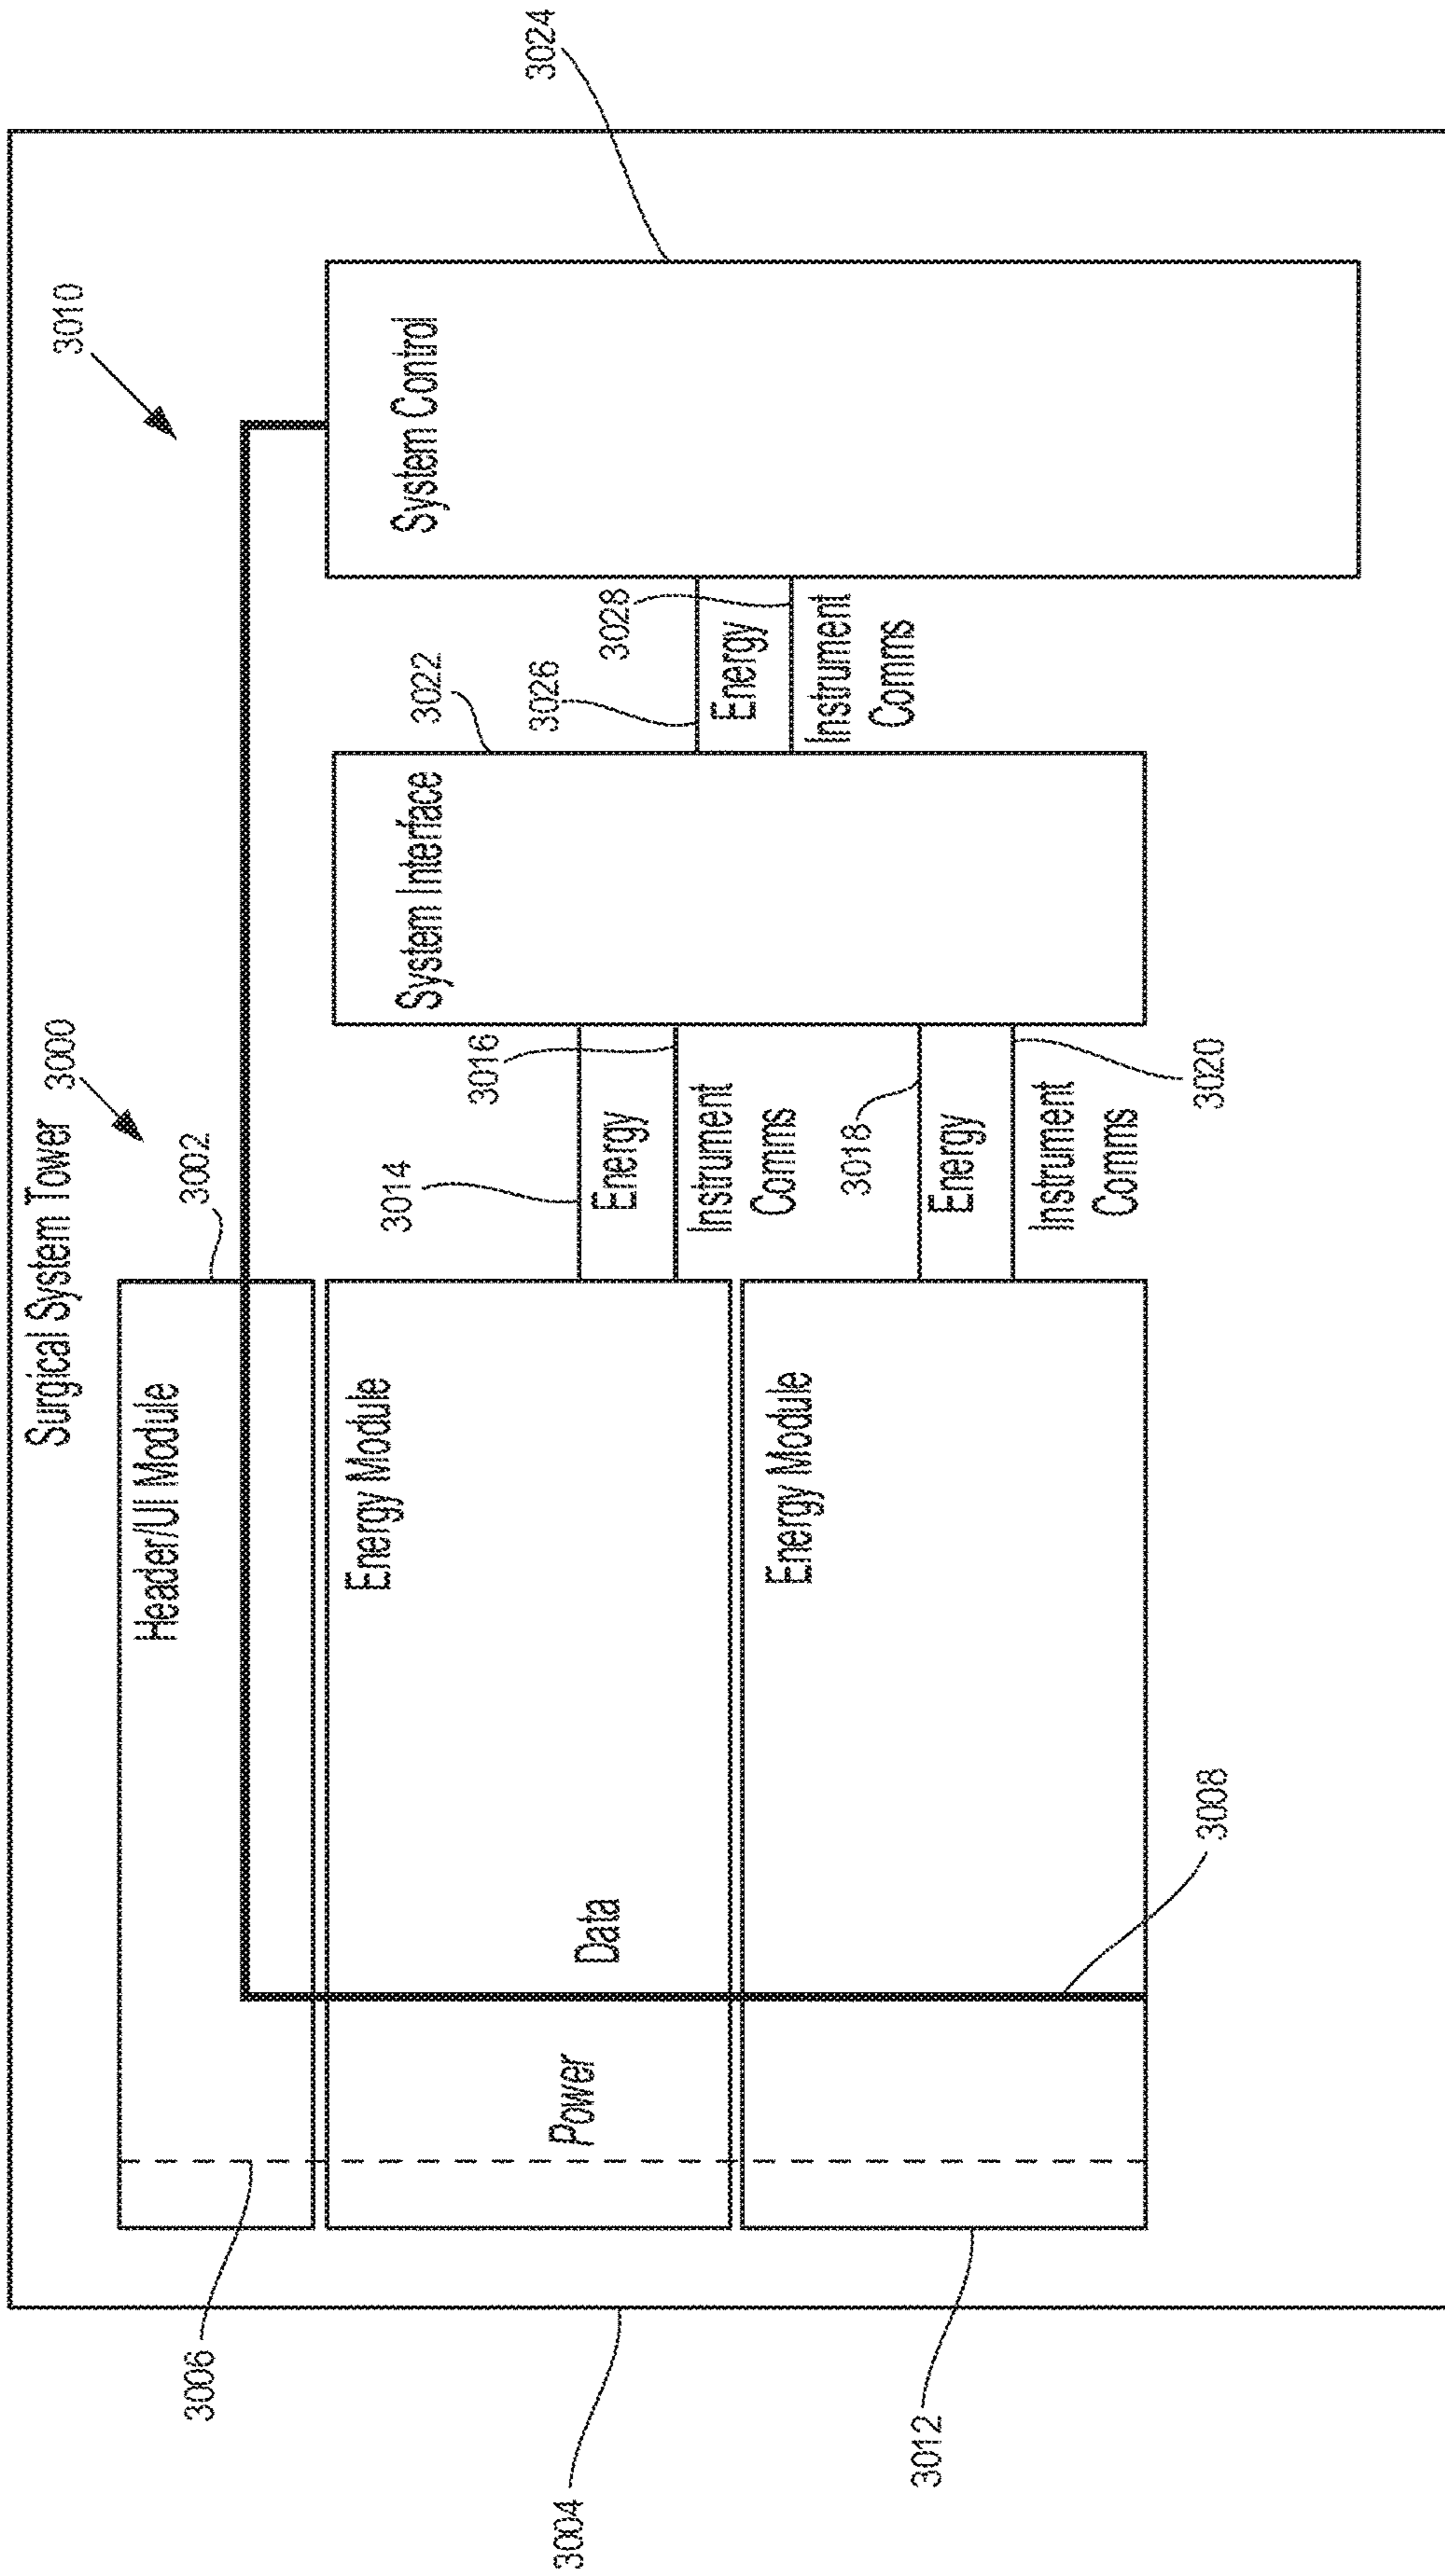 Surgical System Tower
3000
3010
3002
3006
Header/UI Module
Energy Module
System Interface
System Control
3014
3022
3016
3024
3026
3004
Power
Data
Energy
3028
Energy
Instrument
Comms
Instrument
Comms
Energy Module
3018
3012
Energy
Instrument
Comms
3008
3020